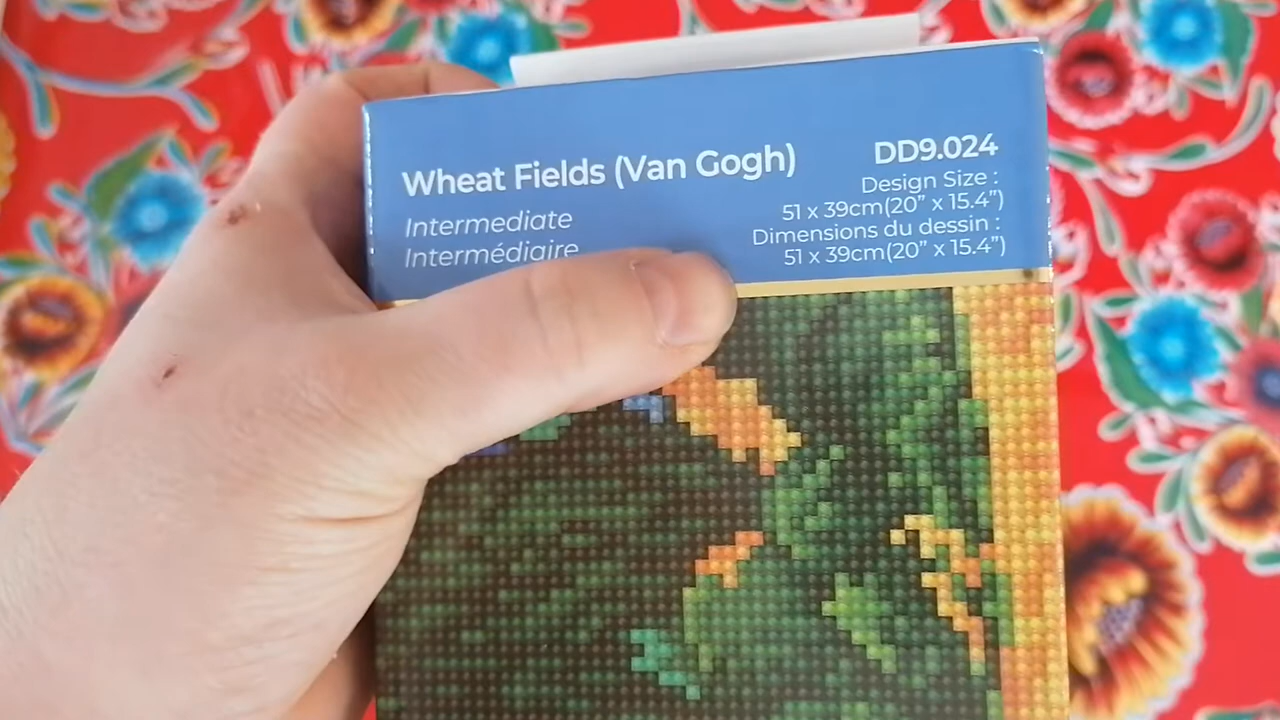 Wheat Fields (Van Gogh)
Intermediate
Intermédiaire
DD9.024
Design Size :
51 x 39cm(20” x 15.4”)
Dimensions du dessin :
51 x 39cm(20” x 15.4”)